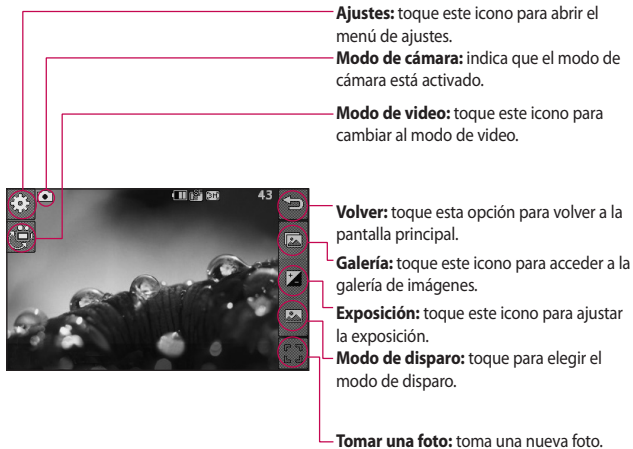 Ajustes: toque este icono para abrir el
menú de ajustes.
Modo de cámara: indica que el modo de
cámara está activado.
Modo de video: toque este icono para
cambiar al modo de video.
43
Volver: toque esta opción para volver a la
pantalla principal.
Galería: toque este icono para acceder a la
galería de imágenes.
Exposición: toque este icono para ajustar
la exposición.
Modo de disparo: toque para elegir el
modo de disparo.
Tomar una foto: toma una nueva foto.